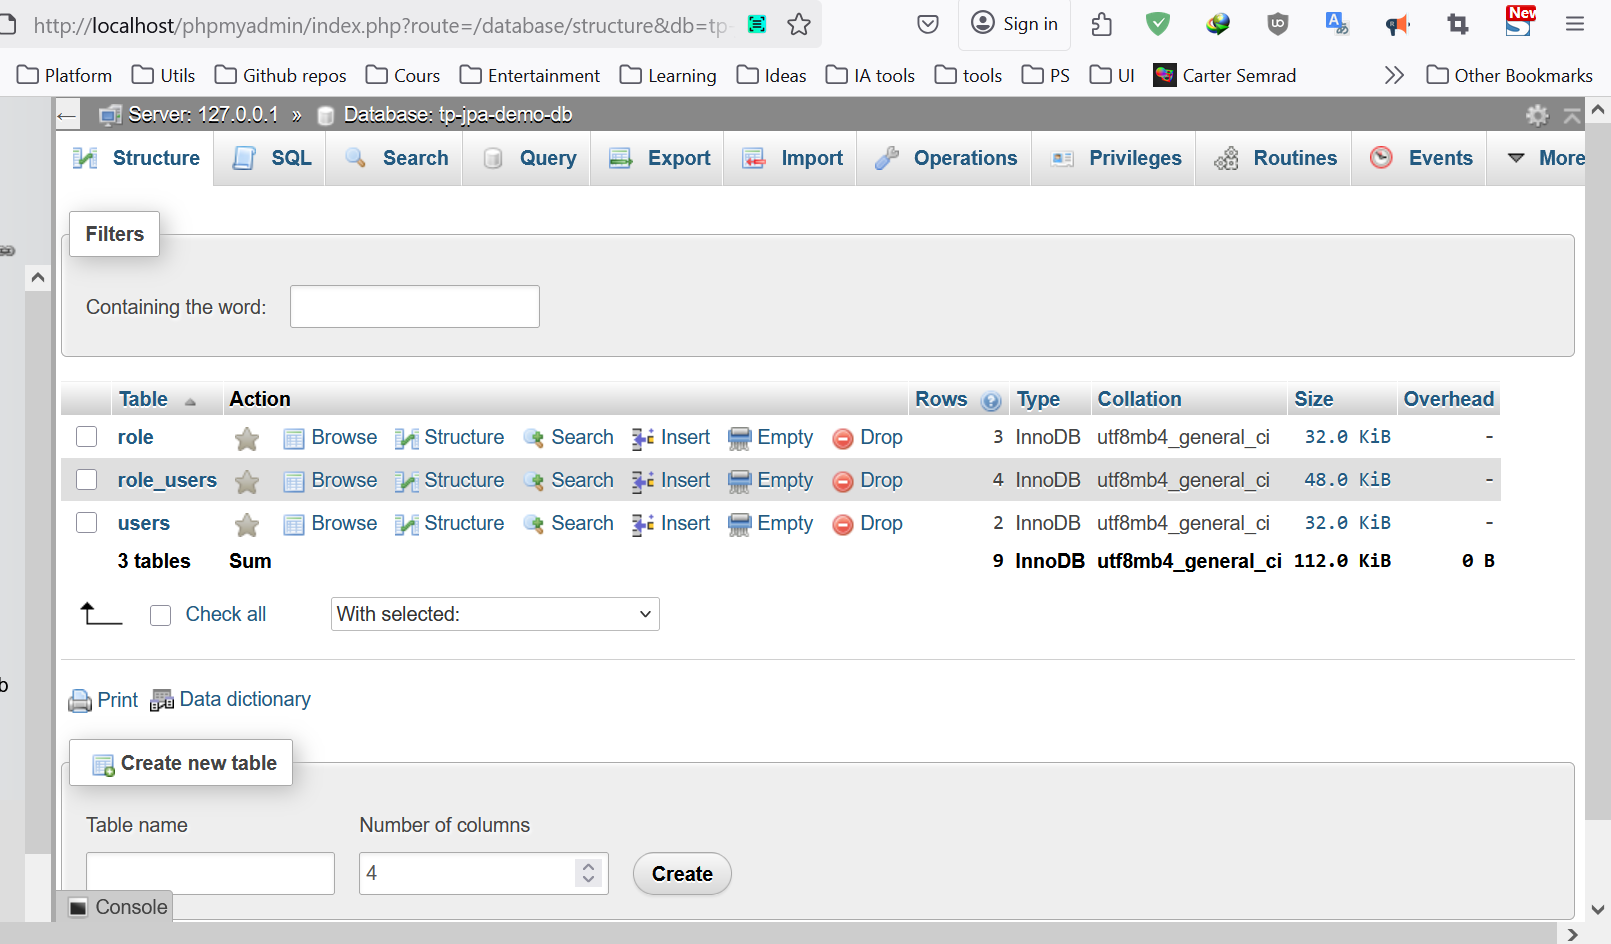 http://localhost/phpmyadmin/index.php?route=/database/structure&db=tp-
Sign in
New
Platform Utils Github repos Cours Entertainment Learning Ideas IA tools tools PS UI Carter Semrad Other Bookmarks
Server: 127.0.0.1 » Database: tp-jpa-demo-db
Structure SQL Search Query Export Import Operations Privileges Routines Events More
Filters
Containing the word:
Table Action Rows Type Collation Size Overhead
role Browse Structure Search Insert Empty Drop 3 InnoDB utf8mb4_general_ci 32.0 KiB -
role_users Browse Structure Search Insert Empty Drop 4 InnoDB utf8mb4_general_ci 48.0 KiB -
users Browse Structure Search Insert Empty Drop 2 InnoDB utf8mb4_general_ci 32.0 KiB -
3 tables Sum 9 InnoDB utf8mb4_general_ci 112.0 KiB 0 B
Check all With selected:
b
Print Data dictionary
Create new table
Table name Number of columns
4 Create
Console